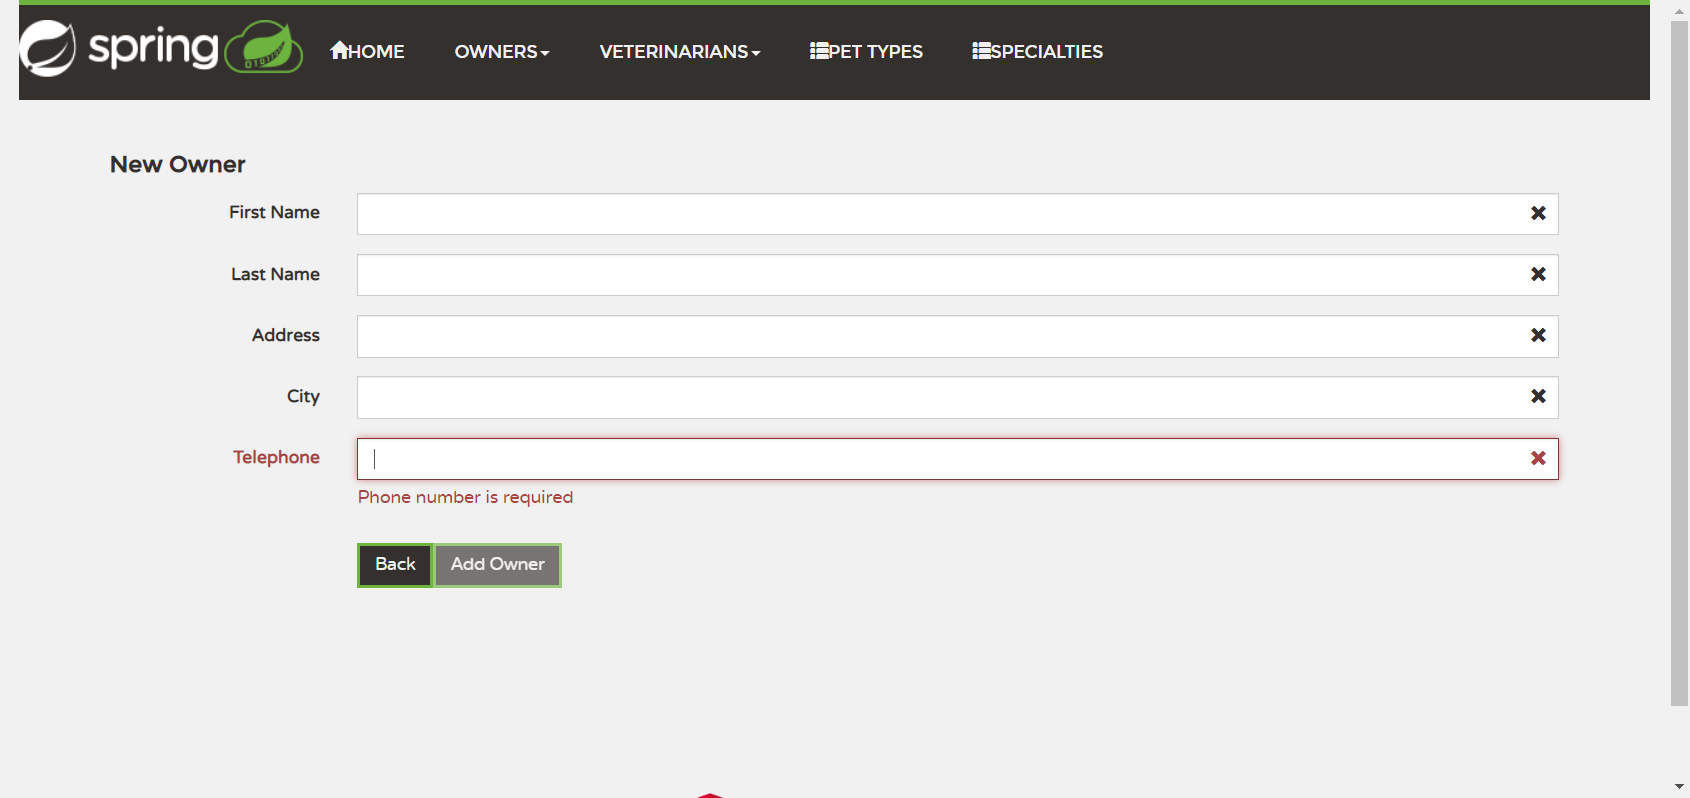 spring HOME OWNERS VETERINARIANS PET TYPES SPECIALTIES
New Owner
First Name
Last Name
Address
City
Telephone
Phone number is required
Back Add Owner